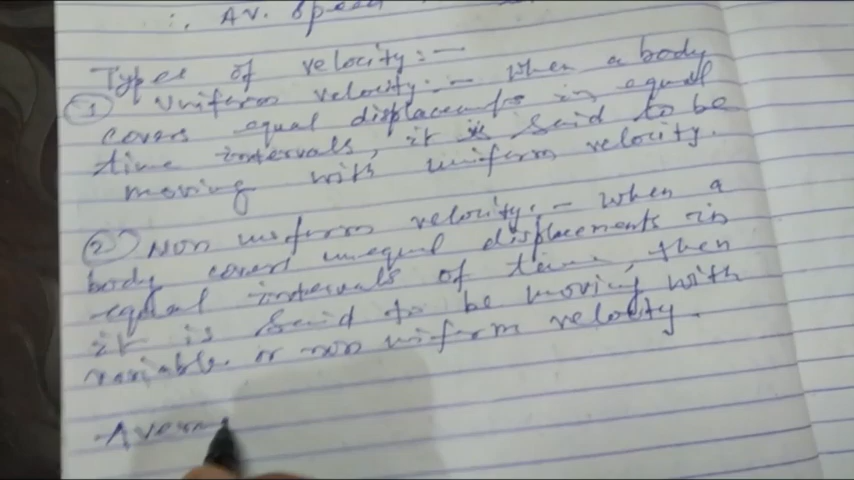 ∴ Av. Speed
Types of velocity :-
① Uniform velocity :- When a body
covers equal displacements in equal
time intervals, it is said to be
moving with uniform velocity.
② Non uniform velocity :- When a
body covers unequal displacements in
equal intervals of time, then
it is said to be moving with
variable or non uniform velocity.
Avera